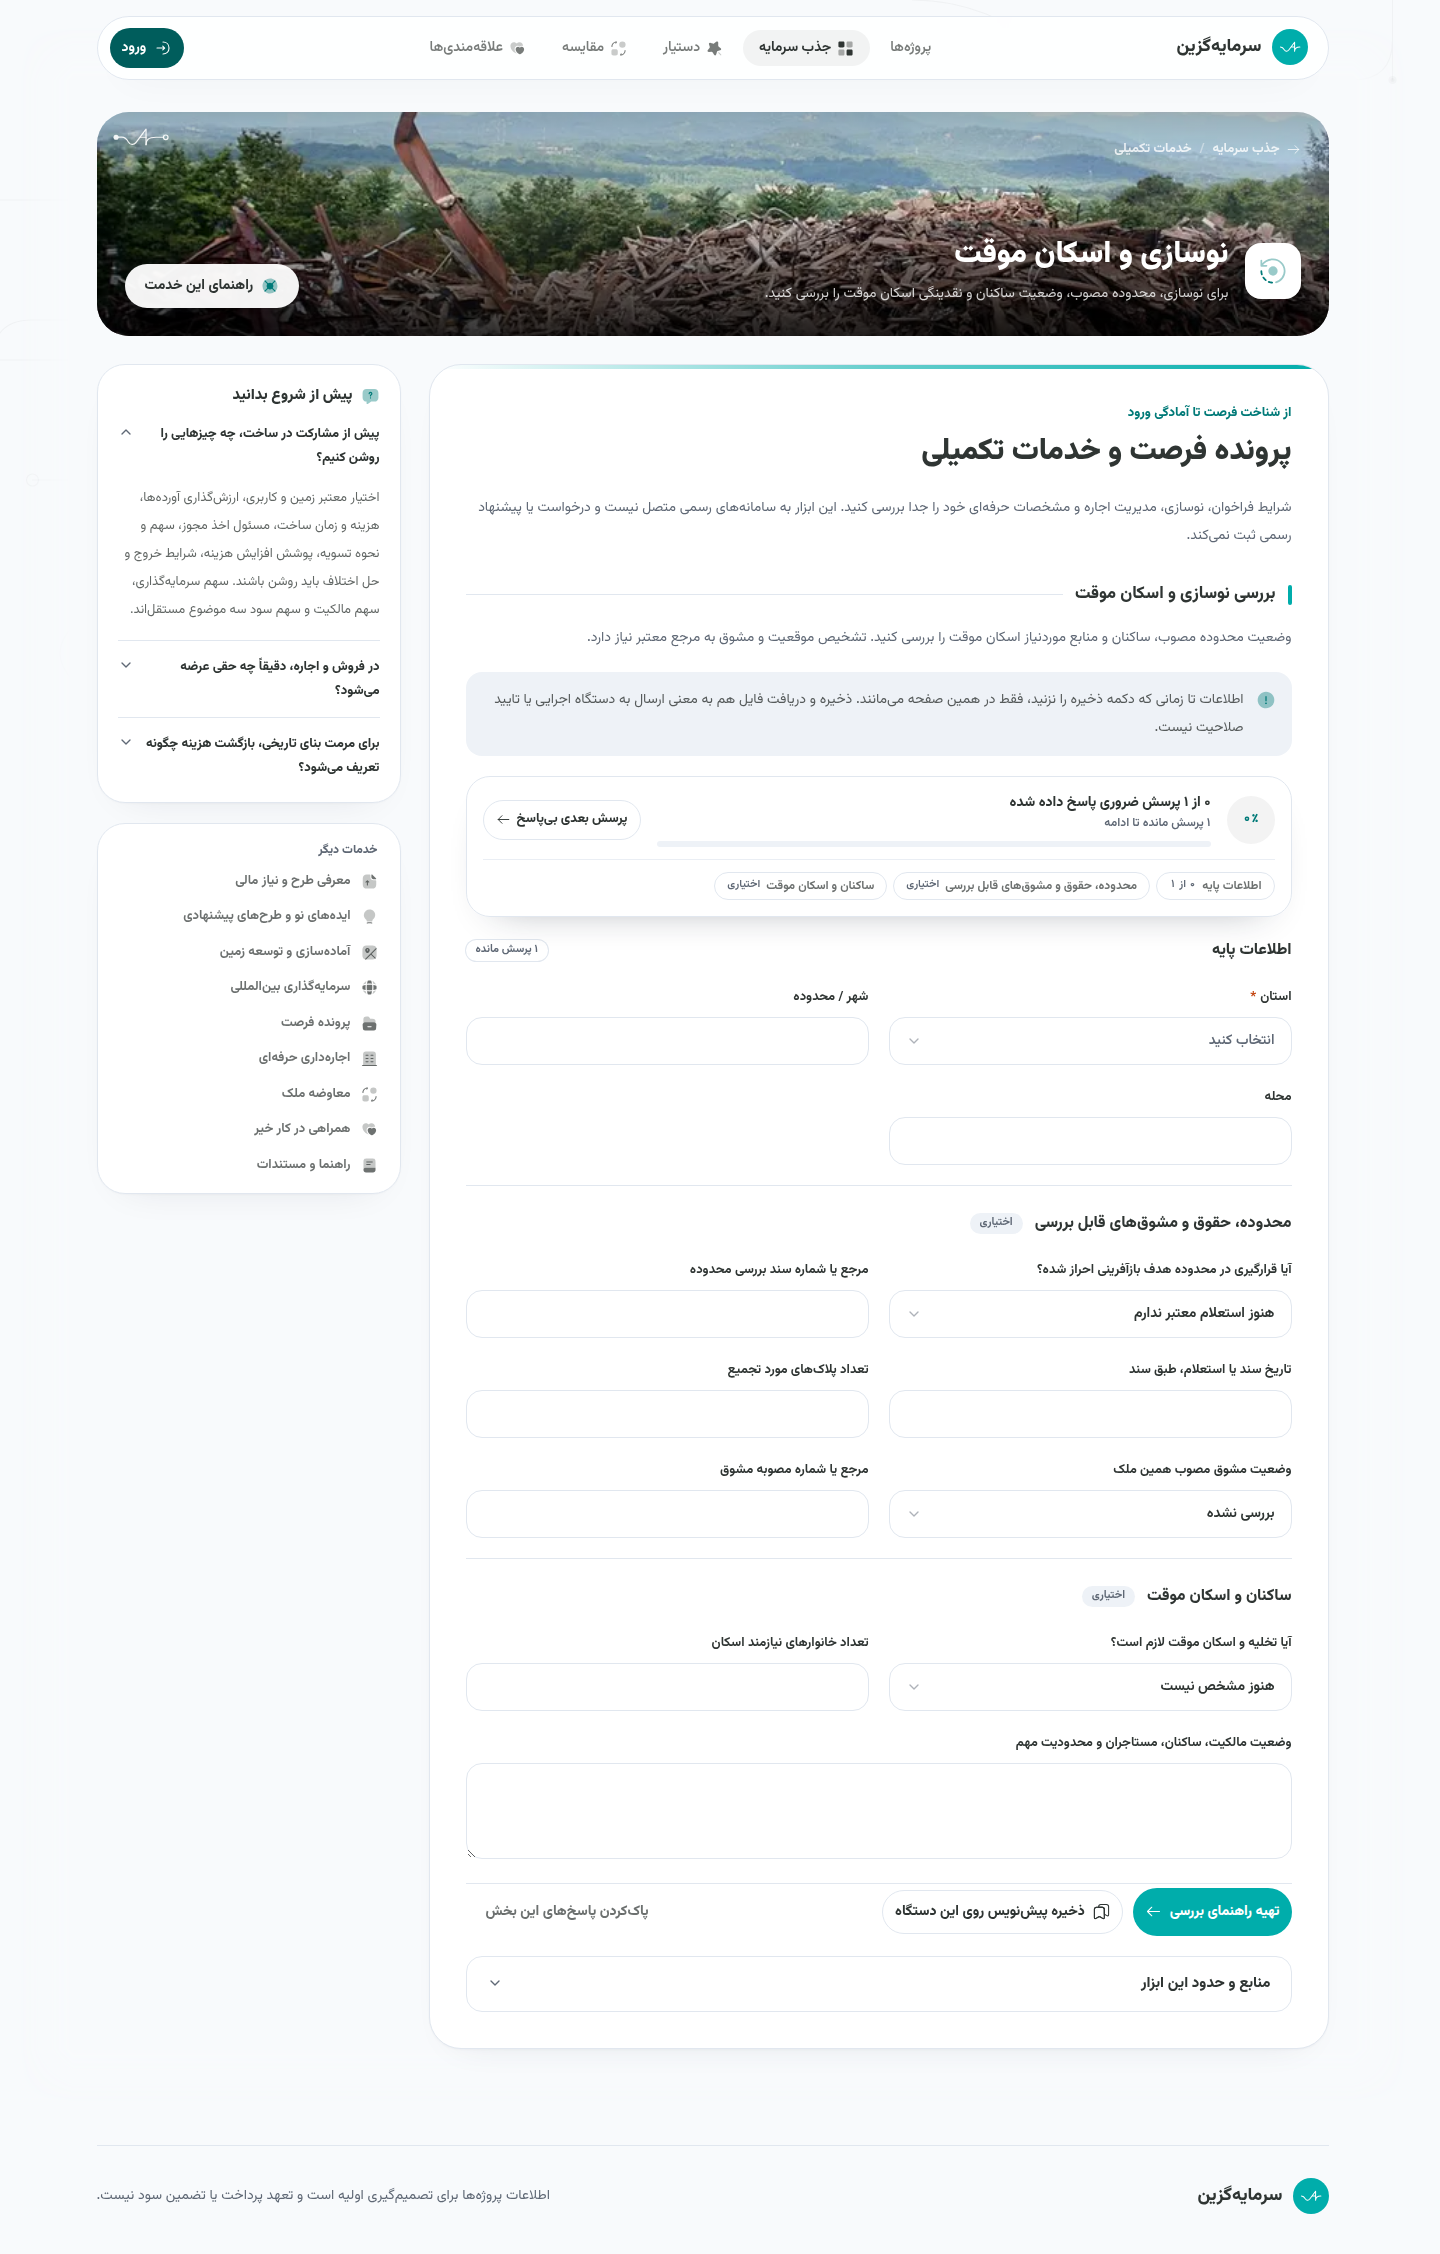 سرمایه‌گزین
پروژه‌ها
جذب سرمایه
دستیار
مقایسه
علاقه‌مندی‌ها
ورود
جذب سرمایه / خدمات تکمیلی
نوسازی و اسکان موقت
برای نوسازی، محدوده مصوب، وضعیت ساکنان و نقدینگی اسکان موقت را بررسی کنید.
راهنمای این خدمت
از شناخت فرصت تا آمادگی ورود
پرونده فرصت و خدمات تکمیلی
شرایط فراخوان، نوسازی، مدیریت اجاره و مشخصات حرفه‌ای خود را جدا بررسی کنید. این ابزار به سامانه‌های رسمی متصل نیست و درخواست یا پیشنهاد
رسمی ثبت نمی‌کند.
بررسی نوسازی و اسکان موقت
وضعیت محدوده مصوب، ساکنان و منابع موردنیاز اسکان موقت را بررسی کنید. تشخیص موقعیت و مشوق به مرجع معتبر نیاز دارد.
اطلاعات تا زمانی که دکمه ذخیره را نزنید، فقط در همین صفحه می‌مانند. ذخیره و دریافت فایل هم به معنی ارسال به دستگاه اجرایی یا تایید
صلاحیت نیست.
۰٪
۰ از ۱ پرسش ضروری پاسخ داده شده
۱ پرسش مانده تا ادامه
پرسش بعدی بی‌پاسخ
اطلاعات پایه ۰ از ۱
محدوده، حقوق و مشوق‌های قابل بررسی اختیاری
ساکنان و اسکان موقت اختیاری
اطلاعات پایه
۱ پرسش مانده
استان *
شهر / محدوده
انتخاب کنید
محله
محدوده، حقوق و مشوق‌های قابل بررسی
اختیاری
آیا قرارگیری در محدوده هدف بازآفرینی احراز شده؟
مرجع یا شماره سند بررسی محدوده
هنوز استعلام معتبر ندارم
تاریخ سند یا استعلام، طبق سند
تعداد پلاک‌های مورد تجمیع
وضعیت مشوق مصوب همین ملک
مرجع یا شماره مصوبه مشوق
بررسی نشده
ساکنان و اسکان موقت
اختیاری
آیا تخلیه و اسکان موقت لازم است؟
تعداد خانوارهای نیازمند اسکان
هنوز مشخص نیست
وضعیت مالکیت، ساکنان، مستاجران و محدودیت مهم
تهیه راهنمای بررسی
ذخیره پیش‌نویس روی این دستگاه
پاک‌کردن پاسخ‌های این بخش
منابع و حدود این ابزار
پیش از شروع بدانید
پیش از مشارکت در ساخت، چه چیزهایی را
روشن کنیم؟
اختیار معتبر زمین و کاربری، ارزش‌گذاری آورده‌ها،
هزینه و زمان ساخت، مسئول اخذ مجوز، سهم و
نحوه تسویه، پوشش افزایش هزینه، شرایط خروج و
حل اختلاف باید روشن باشند. سهم سرمایه‌گذاری،
سهم مالکیت و سهم سود سه موضوع مستقل‌اند.
در فروش و اجاره، دقیقاً چه حقی عرضه
می‌شود؟
برای مرمت بنای تاریخی، بازگشت هزینه چگونه
تعریف می‌شود؟
خدمات دیگر
معرفی طرح و نیاز مالی
ایده‌های نو و طرح‌های پیشنهادی
آماده‌سازی و توسعه زمین
سرمایه‌گذاری بین‌المللی
پرونده فرصت
اجاره‌داری حرفه‌ای
معاوضه ملک
همراهی در کار خیر
راهنما و مستندات
سرمایه‌گزین
اطلاعات پروژه‌ها برای تصمیم‌گیری اولیه است و تعهد پرداخت یا تضمین سود نیست.